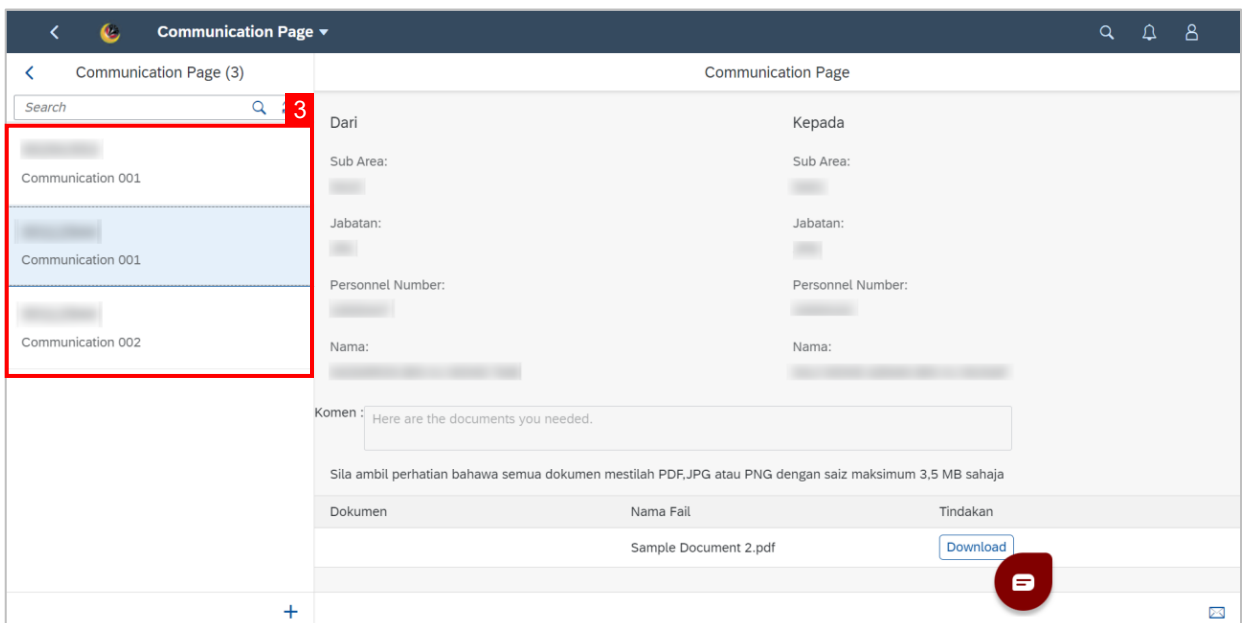 Communication Page
Communication Page (3)
Communication Page
Search
3
Communication 001
Communication 001
Communication 002
Dari
Kepada
Sub Area:
Sub Area:
Jabatan:
Jabatan:
Personnel Number:
Personnel Number:
Nama:
Nama:
Komen :
Here are the documents you needed.
Sila ambil perhatian bahawa semua dokumen mestilah PDF,JPG atau PNG dengan saiz maksimum 3,5 MB sahaja
Dokumen
Nama Fail
Tindakan
Sample Document 2.pdf
Download